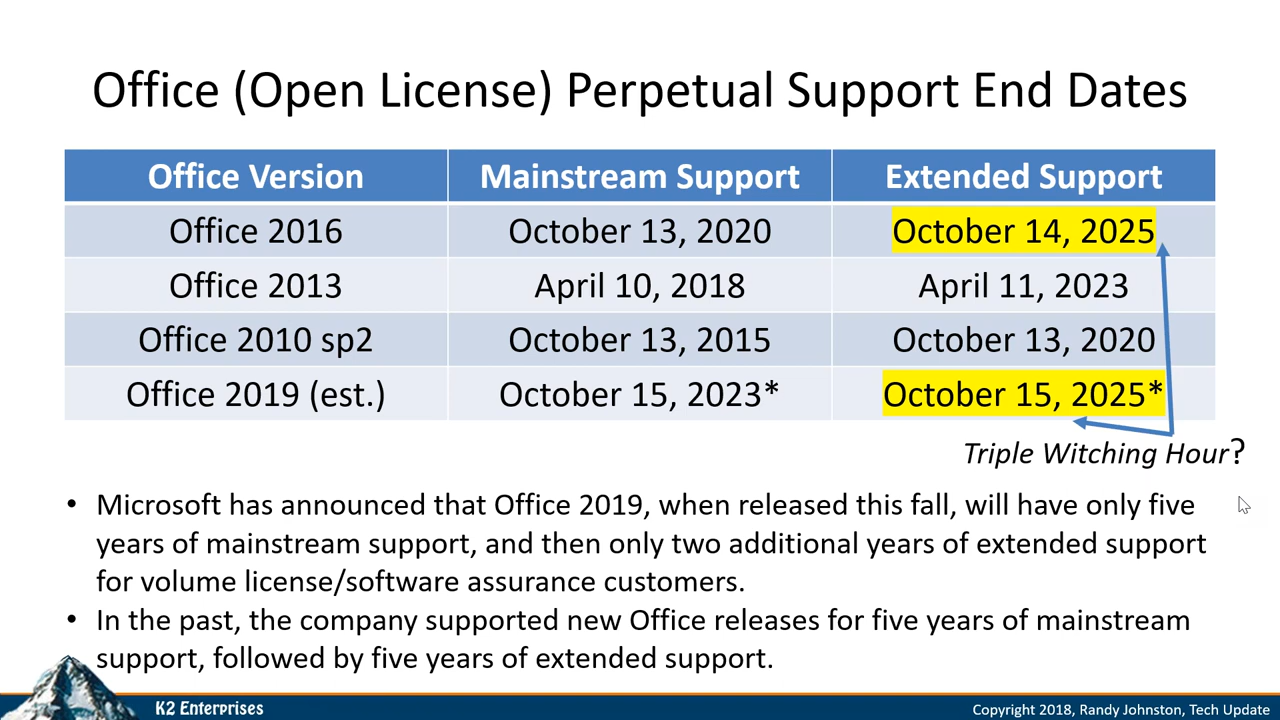 Office (Open License) Perpetual Support End Dates
Office Version Mainstream Support Extended Support
Office 2016 October 13, 2020 October 14, 2025
Office 2013 April 10, 2018 April 11, 2023
Office 2010 sp2 October 13, 2015 October 13, 2020
Office 2019 (est.) October 15, 2023* October 15, 2025*
Triple Witching Hour?
• Microsoft has announced that Office 2019, when released this fall, will have only five
years of mainstream support, and then only two additional years of extended support
for volume license/software assurance customers.
• In the past, the company supported new Office releases for five years of mainstream
support, followed by five years of extended support.
K2 Enterprises
Copyright 2018, Randy Johnston, Tech Update